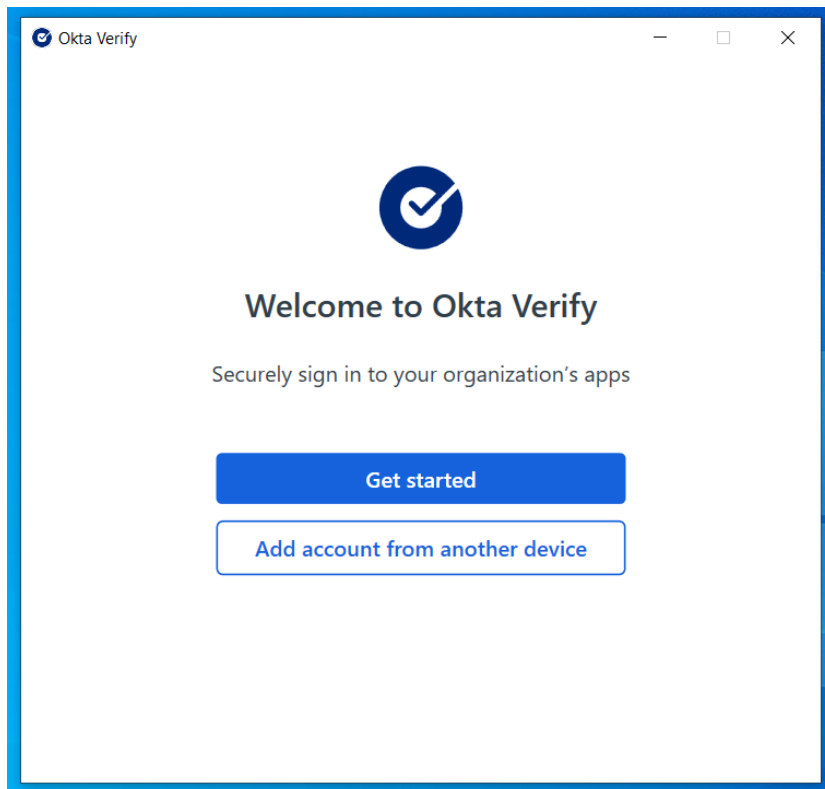 Okta Verify
Welcome to Okta Verify
Securely sign in to your organization’s apps
Get started
Add account from another device